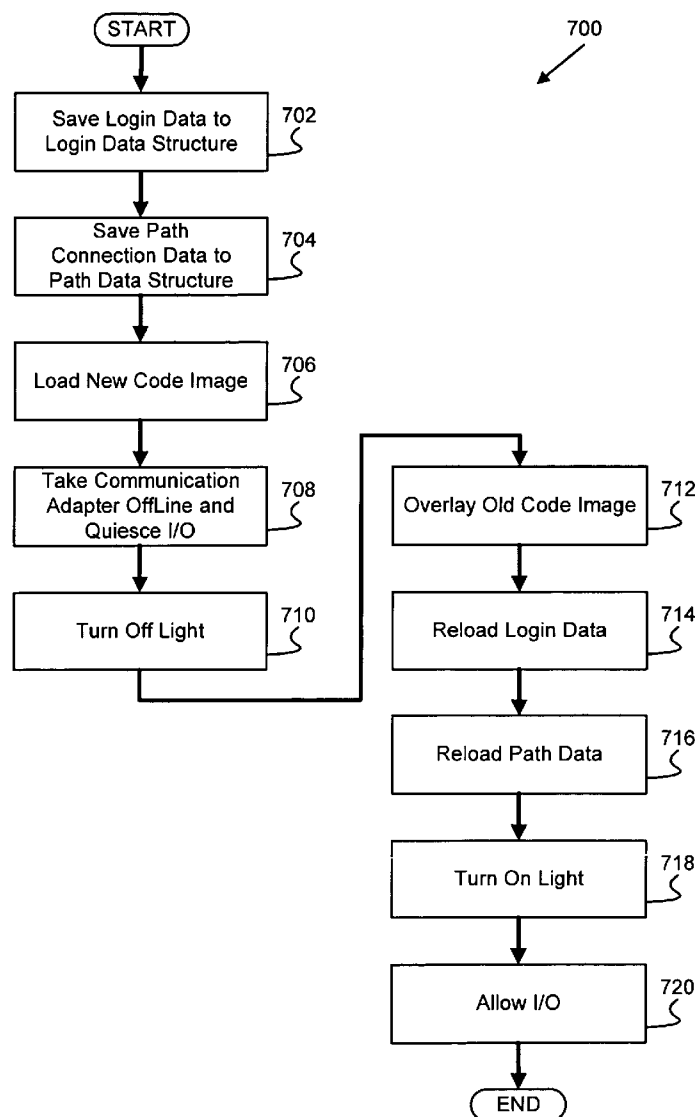 START
700
Save Login Data to
Login Data Structure
702
Save Path
Connection Data to
Path Data Structure
704
Load New Code Image
706
Take Communication
Adapter OffLine and
Quiesce I/O
708
Turn Off Light
710
Overlay Old Code Image
712
Reload Login Data
714
Reload Path Data
716
Turn On Light
718
Allow I/O
720
END